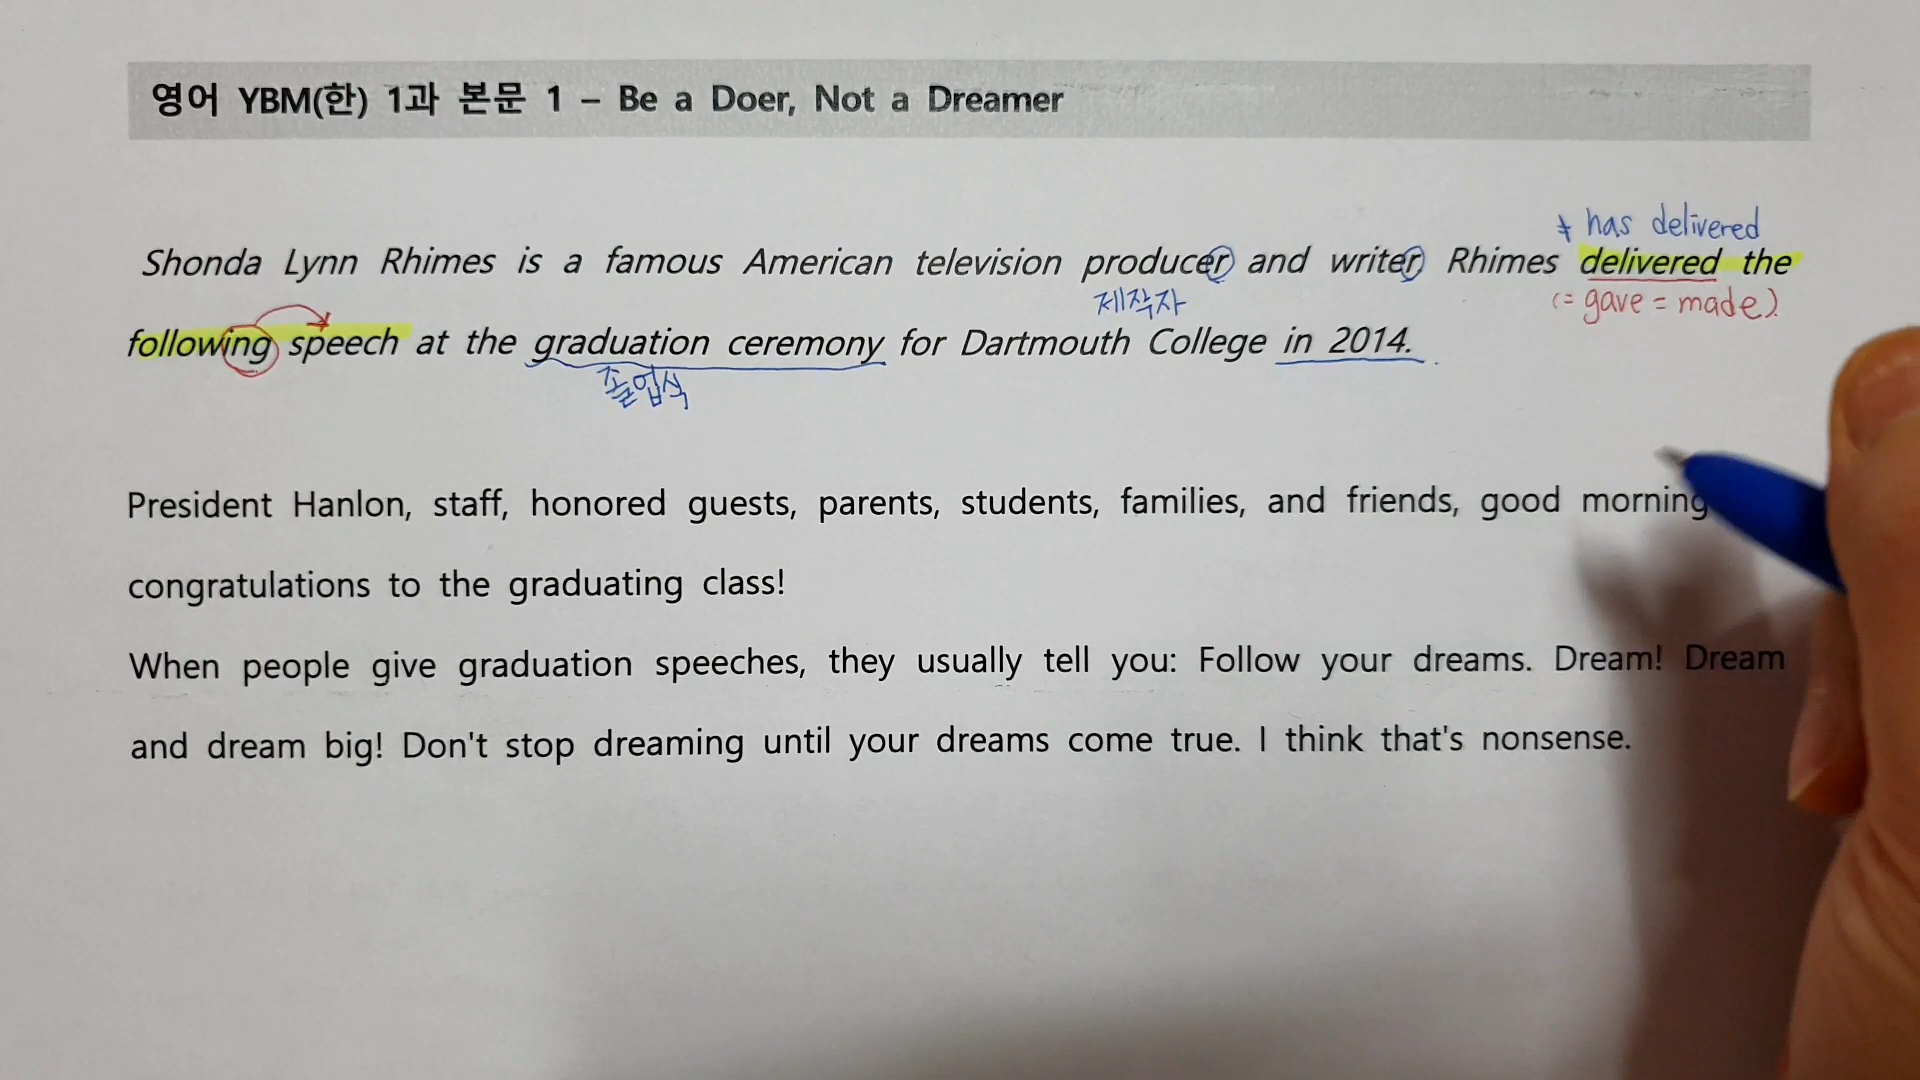 영어 YBM(한) 1과 본문 1 – Be a Doer, Not a Dreamer
≠ has delivered
Shonda Lynn Rhimes is a famous American television producer and writer Rhimes delivered the
제작자 (= gave = made).
following speech at the graduation ceremony for Dartmouth College in 2014.
졸업식
President Hanlon, staff, honored guests, parents, students, families, and friends, good morning
congratulations to the graduating class!
When people give graduation speeches, they usually tell you: Follow your dreams. Dream! Dream
and dream big! Don't stop dreaming until your dreams come true. I think that's nonsense.